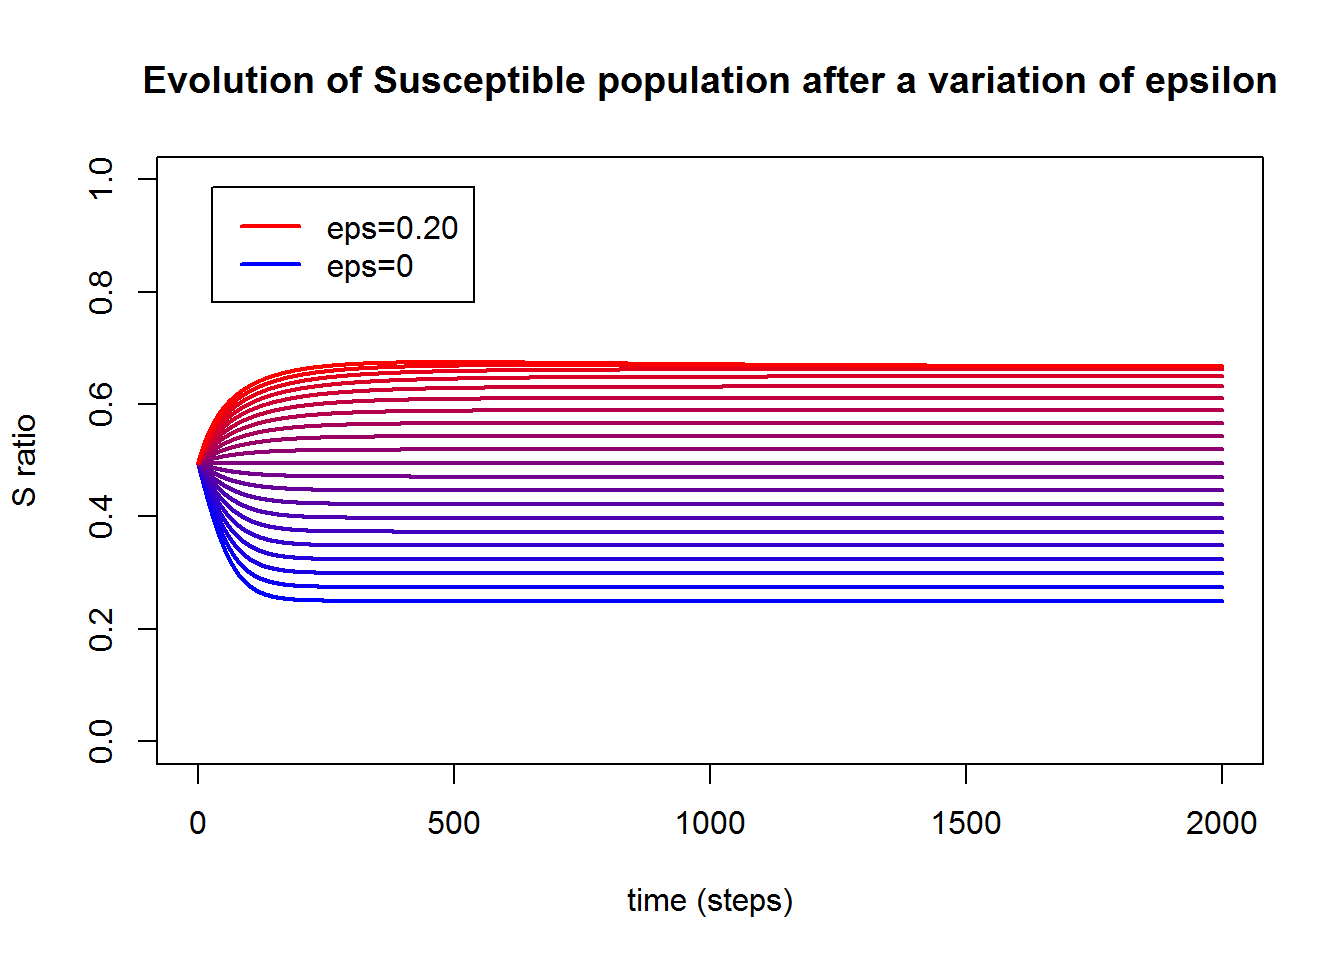 Evolution of Susceptible population after a variation of epsilon
eps=0.20
eps=0
S ratio
1.0
0.8
0.6
0.4
0.2
0.0
0 500 1000 1500 2000
time (steps)